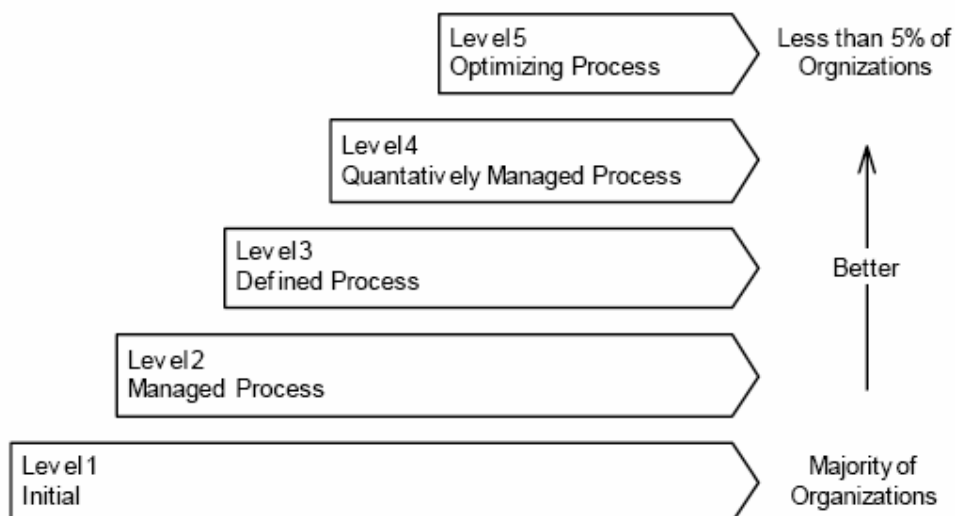 Level5
Optimizing Process
Less than 5% of
Orgnizations
Level4
Quantatively Managed Process
Level3
Defined Process
Better
Level2
Managed Process
Level1
Initial
Majority of
Organizations